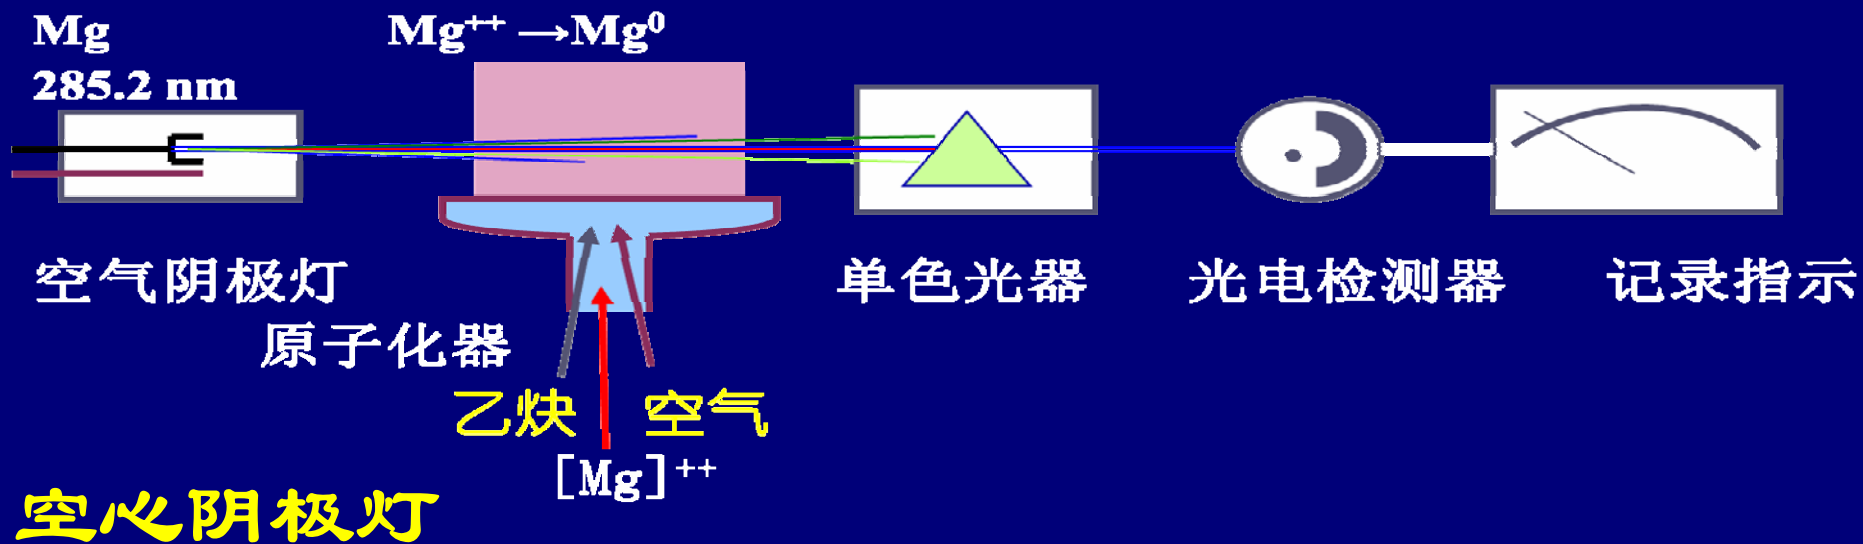 Mg
285.2 nm
Mg⁺⁺ →Mg⁰
空气阴极灯
单色光器
光电检测器
记录指示
原子化器
乙炔
空气
[Mg]⁺⁺
空心阴极灯